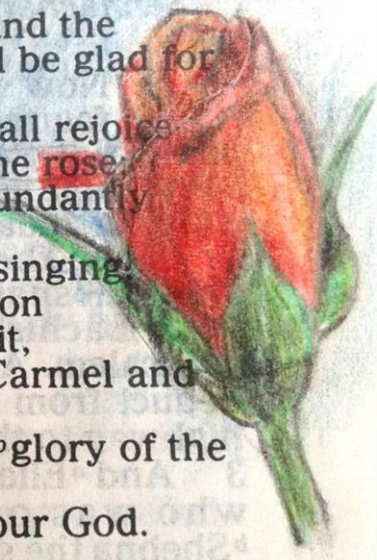 nd the
l be glad for
all rejoice
he rose;
undantly
singing:
on
it,
Carmel and
glory of the
our God.